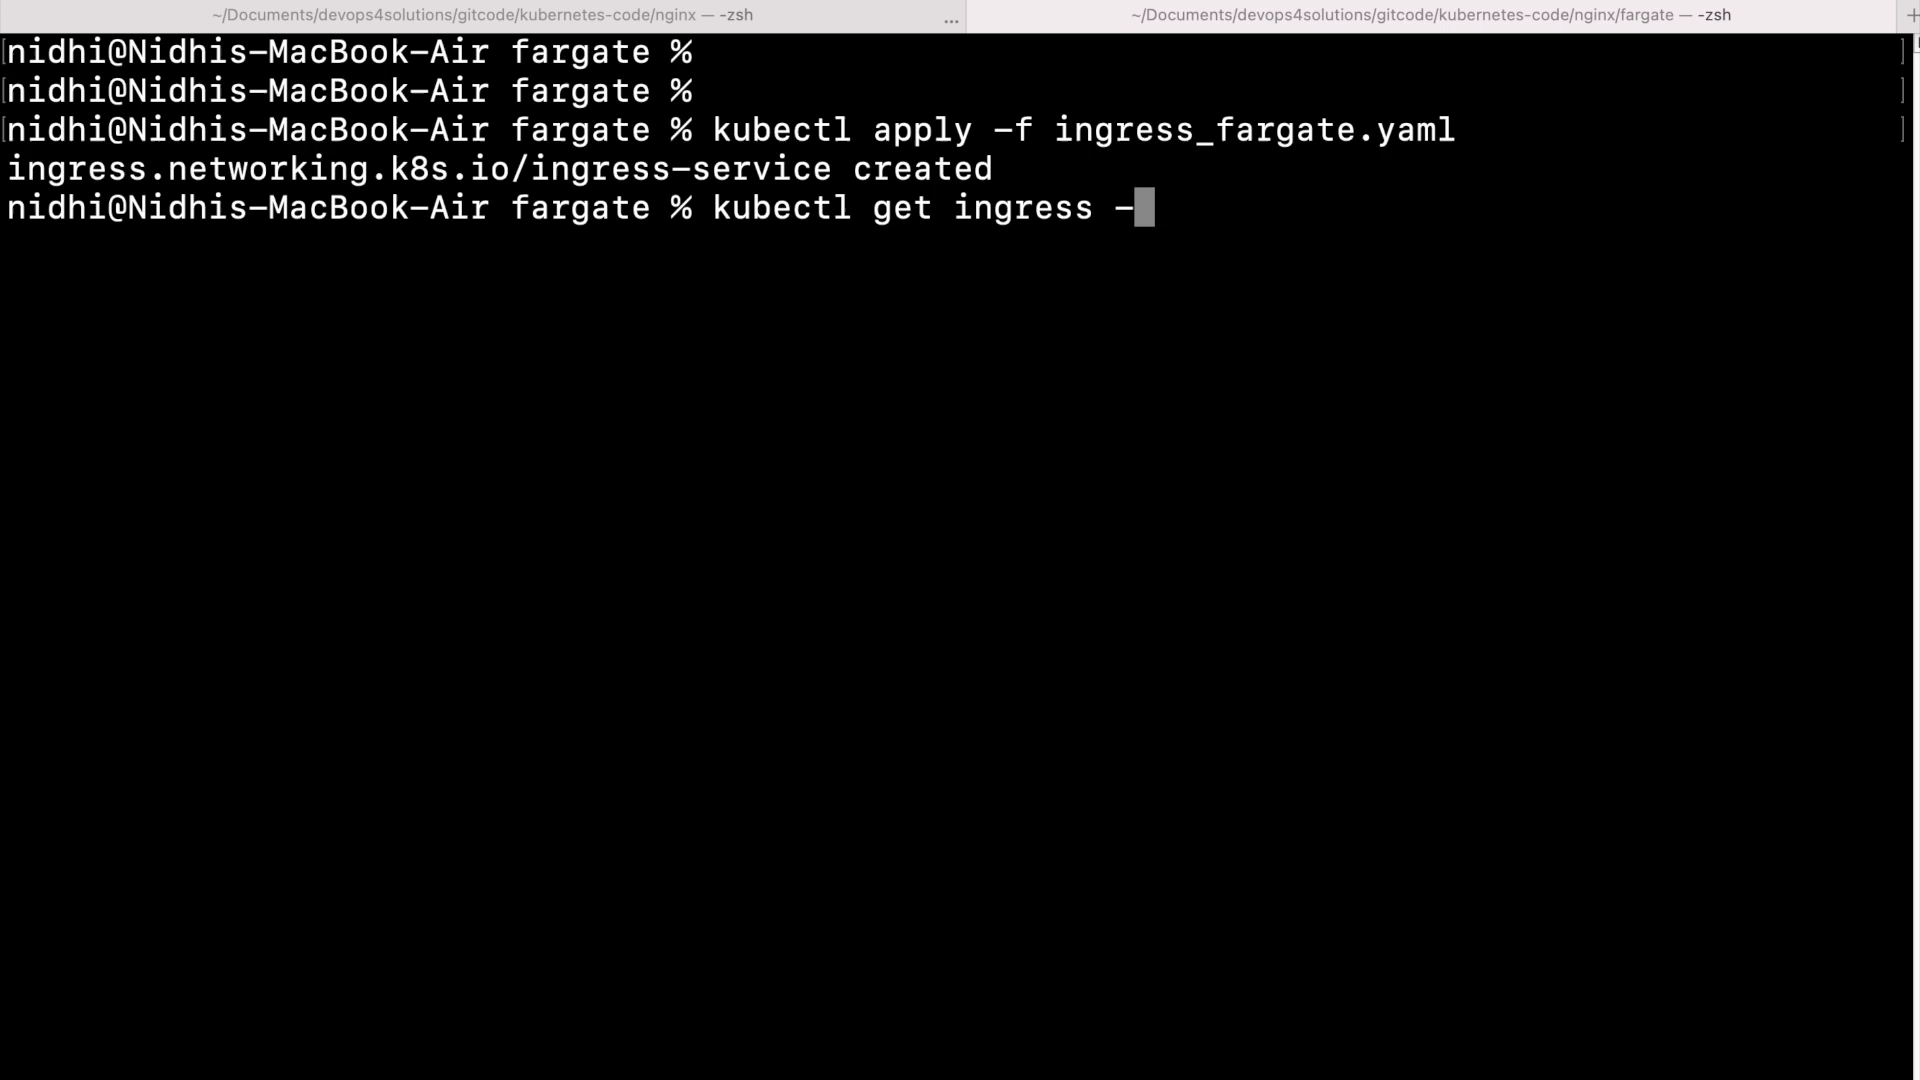 ~/Documents/devops4solutions/gitcode/kubernetes-code/nginx — -zsh ... ~/Documents/devops4solutions/gitcode/kubernetes-code/nginx/fargate — -zsh +
[nidhi@Nidhis-MacBook-Air fargate % ]
[nidhi@Nidhis-MacBook-Air fargate % ]
[nidhi@Nidhis-MacBook-Air fargate % kubectl apply -f ingress_fargate.yaml ]
ingress.networking.k8s.io/ingress-service created
nidhi@Nidhis-MacBook-Air fargate % kubectl get ingress -